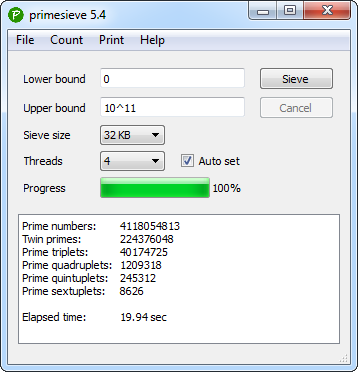 primesieve 5.4
File Count Print Help
Lower bound 0 Sieve
Upper bound 10^11 Cancel
Sieve size 32 KB
Threads 4 Auto set
Progress 100%
Prime numbers: 4118054813
Twin primes: 224376048
Prime triplets: 40174725
Prime quadruplets: 1209318
Prime quintuplets: 245312
Prime sextuplets: 8626
Elapsed time: 19.94 sec